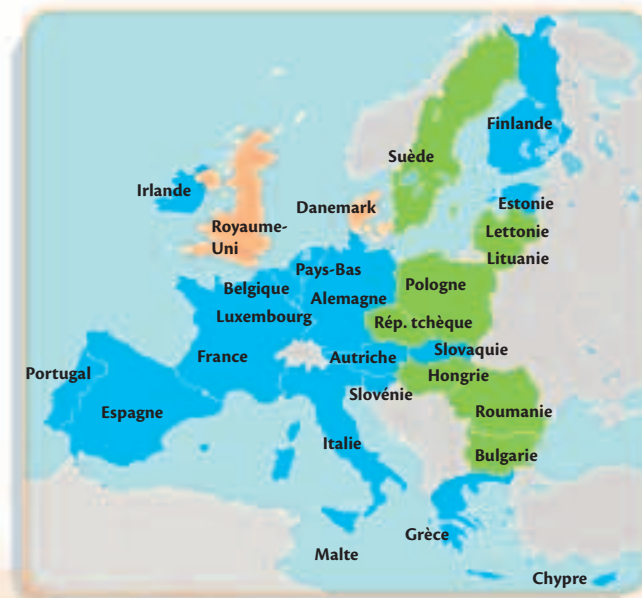 Finlande
Suède
Irlande
Estonie
Danemark
Royaume-
Uni
Lettonie
Lituanie
Pays-Bas
Belgique
Pologne
Alemagne
Luxembourg
Rép. tchèque
France
Autriche
Slovaquie
Portugal
Hongrie
Slovénie
Espagne
Roumanie
Italie
Bulgarie
Grèce
Malte
Chypre